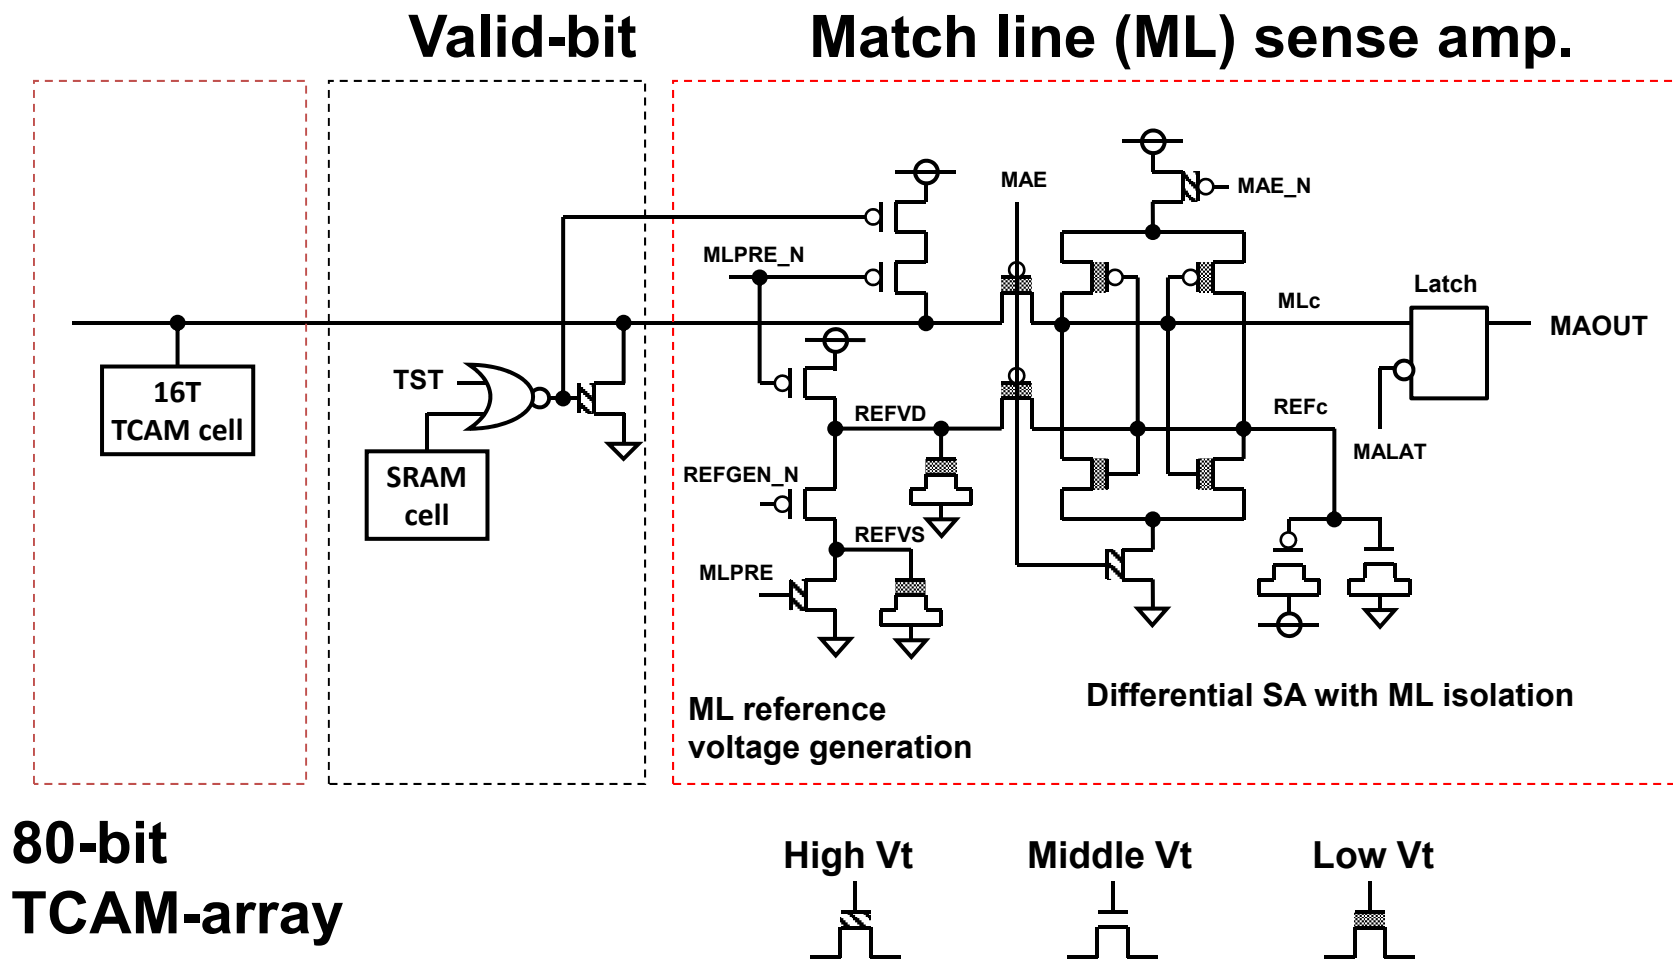 Valid-bit
Match line (ML) sense amp.
MAE
MAE_N
MLPRE_N
MLc
Latch
MAOUT
16T
TCAM cell
TST
SRAM
cell
REFVD
REFc
MALAT
REFGEN_N
REFVS
MLPRE
ML reference
voltage generation
Differential SA with ML isolation
80-bit
TCAM-array
High Vt
Middle Vt
Low Vt